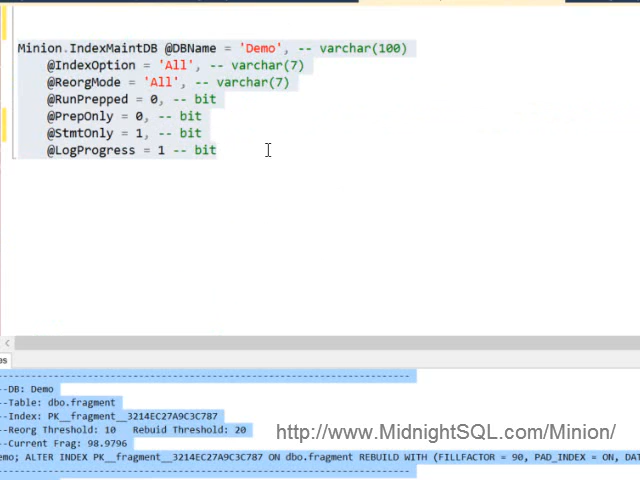 Minion.IndexMaintDB @DBName = 'Demo', -- varchar(100)
@IndexOption = 'All', -- varchar(7)
@ReorgMode = 'All', -- varchar(7)
@RunPrepped = 0, -- bit
@PrepOnly = 0, -- bit
@StmtOnly = 1, -- bit
@LogProgress = 1 -- bit
es
--------------------------------------------------------------------
--DB: Demo
--Table: dbo.fragment
--Index: PK__fragment__3214EC27A9C3C787
--Reorg Threshold: 10 Rebuid Threshold: 20
--Current Frag: 98.9796
http://www.MidnightSQL.com/Minion/
emo; ALTER INDEX PK__fragment__3214EC27A9C3C787 ON dbo.fragment REBUILD WITH (FILLFACTOR = 90, PAD_INDEX = ON, DAT
--------------------------------------------------------------------